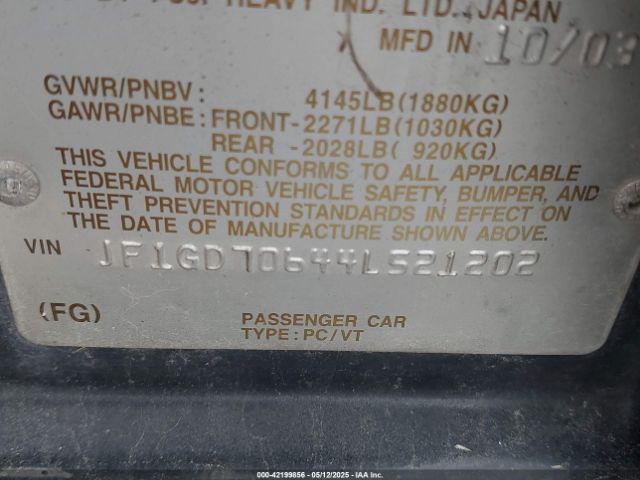 HEAVY IND. LTD., JAPAN
MFD IN 10/03
GVWR/PNBV: 4145LB(1880KG)
GAWR/PNBE: FRONT-2271LB(1030KG)
REAR -2028LB( 920KG)
THIS VEHICLE CONFORMS TO ALL APPLICABLE
FEDERAL MOTOR VEHICLE SAFETY, BUMPER, AND
THEFT PREVENTION STANDARDS IN EFFECT ON
THE DATE OF MANUFACTURE SHOWN ABOVE.
VIN JF1GD70644L521202
(FG) PASSENGER CAR
TYPE: PC/VT
000-42199856 - 05/12/2025 - IAA Inc.